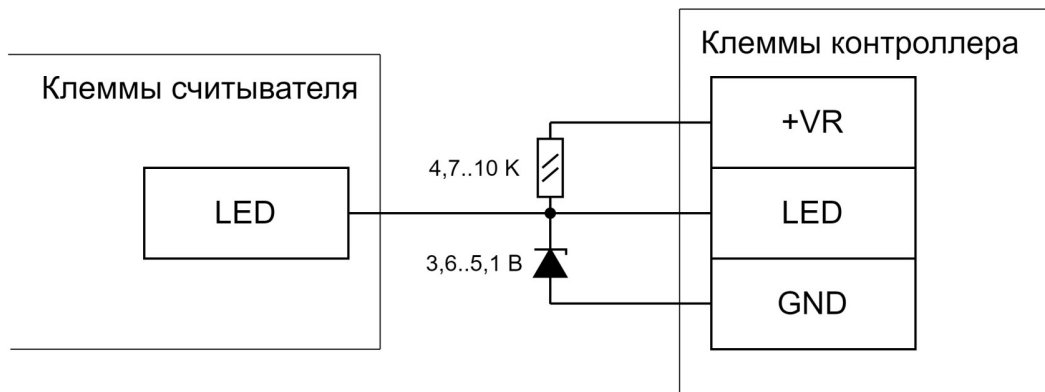 Клеммы контроллера
Клеммы считывателя
+VR
4,7..10 K
LED
LED
3,6..5,1 В
GND